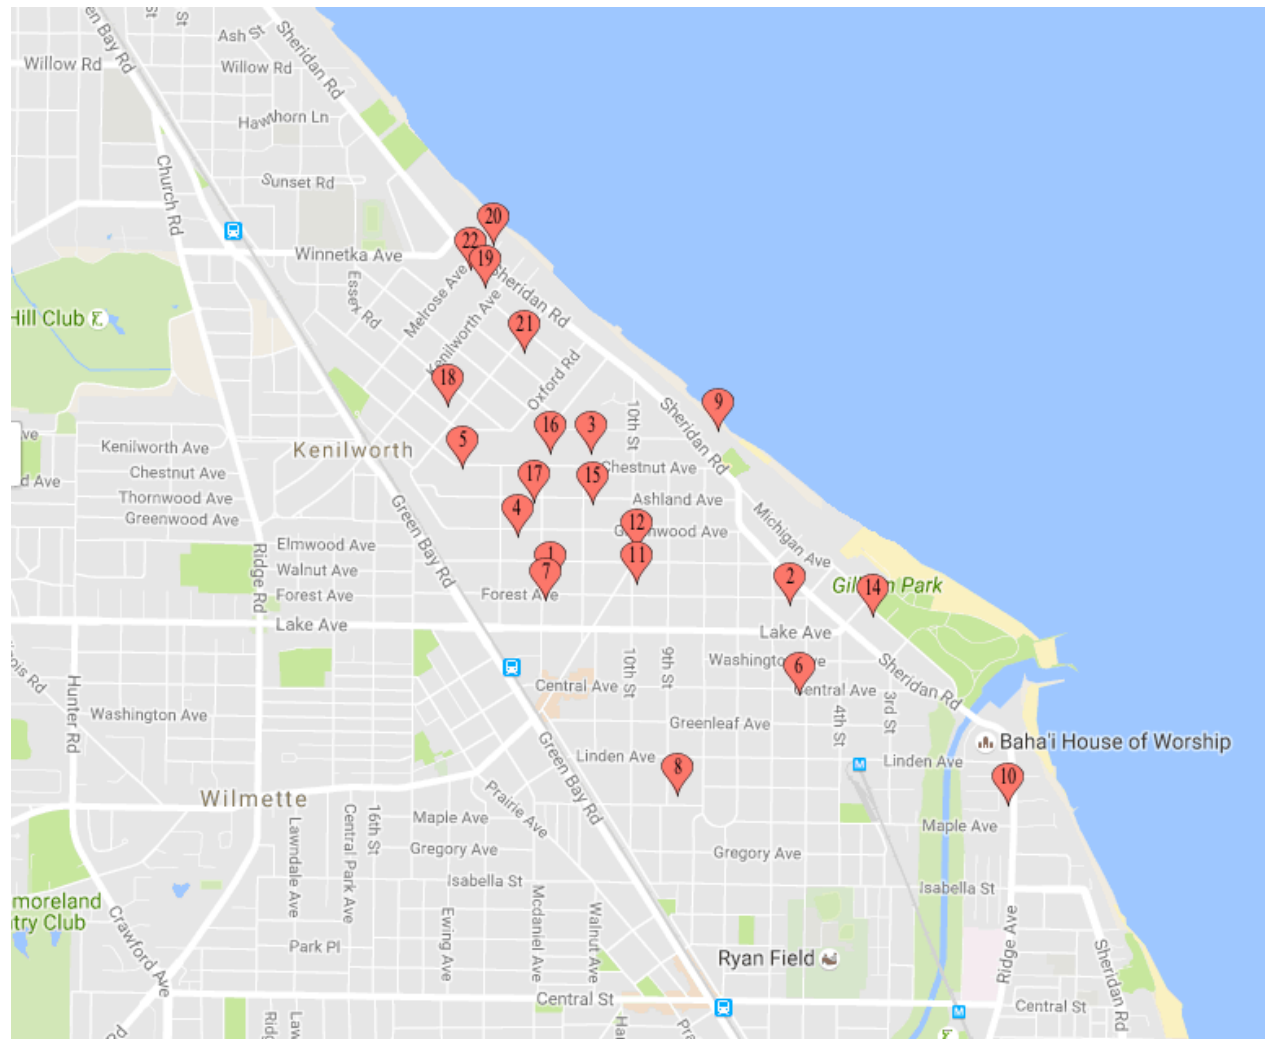 St
St
Ash St
Sheridan Rd
Willow Rd
Willow Rd
Hawthorn Ln
Church Rd
Sunset Rd
20
22
Winnetka Ave
19
Sheridan Rd
Essex Rd
Melrose Ave
Kenilworth Ave
Hill Club
21
18
Oxford Rd
9
10th St
Sheridan Rd
16
3
5
Kenilworth Ave
Kenilworth
Chestnut Ave
Chestnut Ave
17
15
d Ave
Thornwood Ave
Ashland Ave
Greenwood Ave
4
12
Michigan Ave
Green Bay Rd
Elmwood Ave
1
11
Ridge Rd
Walnut Ave
7
2
14
Forest Ave
Forest Ave
Lake Ave
Lake Ave
Washington Ave
6
10th St
9th St
Sheridan Rd
Central Ave
Central Ave
Hunter Rd
Washington Ave
Greenleaf Ave
4th St
3rd St
Baha'i House of Worship
Green Bay Rd
Linden Ave
M
Linden Ave
8
10
Wilmette
Prairie Ave
16th St
Central Park Ave
Lawndale Ave
Maple Ave
Maple Ave
Gregory Ave
Gregory Ave
Isabella St
Isabella St
moreland
try Club
Crawford Ave
Ewing Ave
Mcdaniel Ave
Walnut Ave
Park Pl
Ryan Field
Ridge Ave
Sheridan Rd
Central St
Central St
M